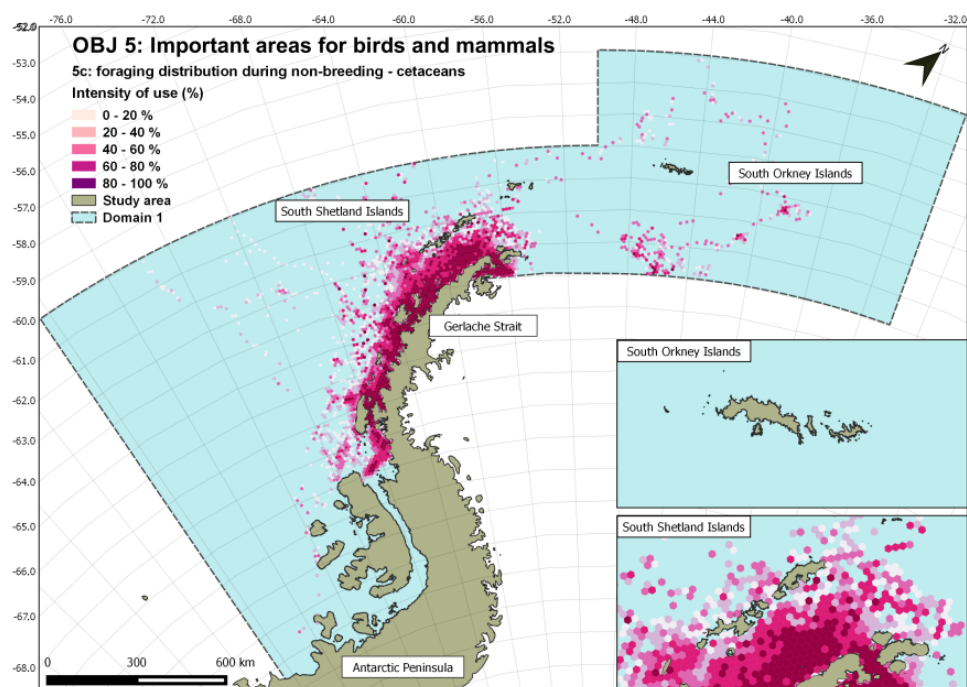 -52.0 -76.0 -72.0 -68.0 -64.0 -60.0 -56.0 -48.0 -44.0 -40.0 -36.0 -32.0
OBJ 5: Important areas for birds and mammals
5c: foraging distribution during non-breeding - cetaceans
Intensity of use (%)
0 - 20 %
20 - 40 %
40 - 60 %
60 - 80 %
80 - 100 %
Study area
Domain 1
N
-53.0
-54.0
-55.0
-56.0
-57.0
-58.0
-59.0
-60.0
-61.0
-62.0
-63.0
-64.0
-65.0
-66.0
-67.0
-68.0
South Orkney Islands
South Shetland Islands
Gerlache Strait
South Orkney Islands
South Shetland Islands
Antarctic Peninsula
0 300 600 km